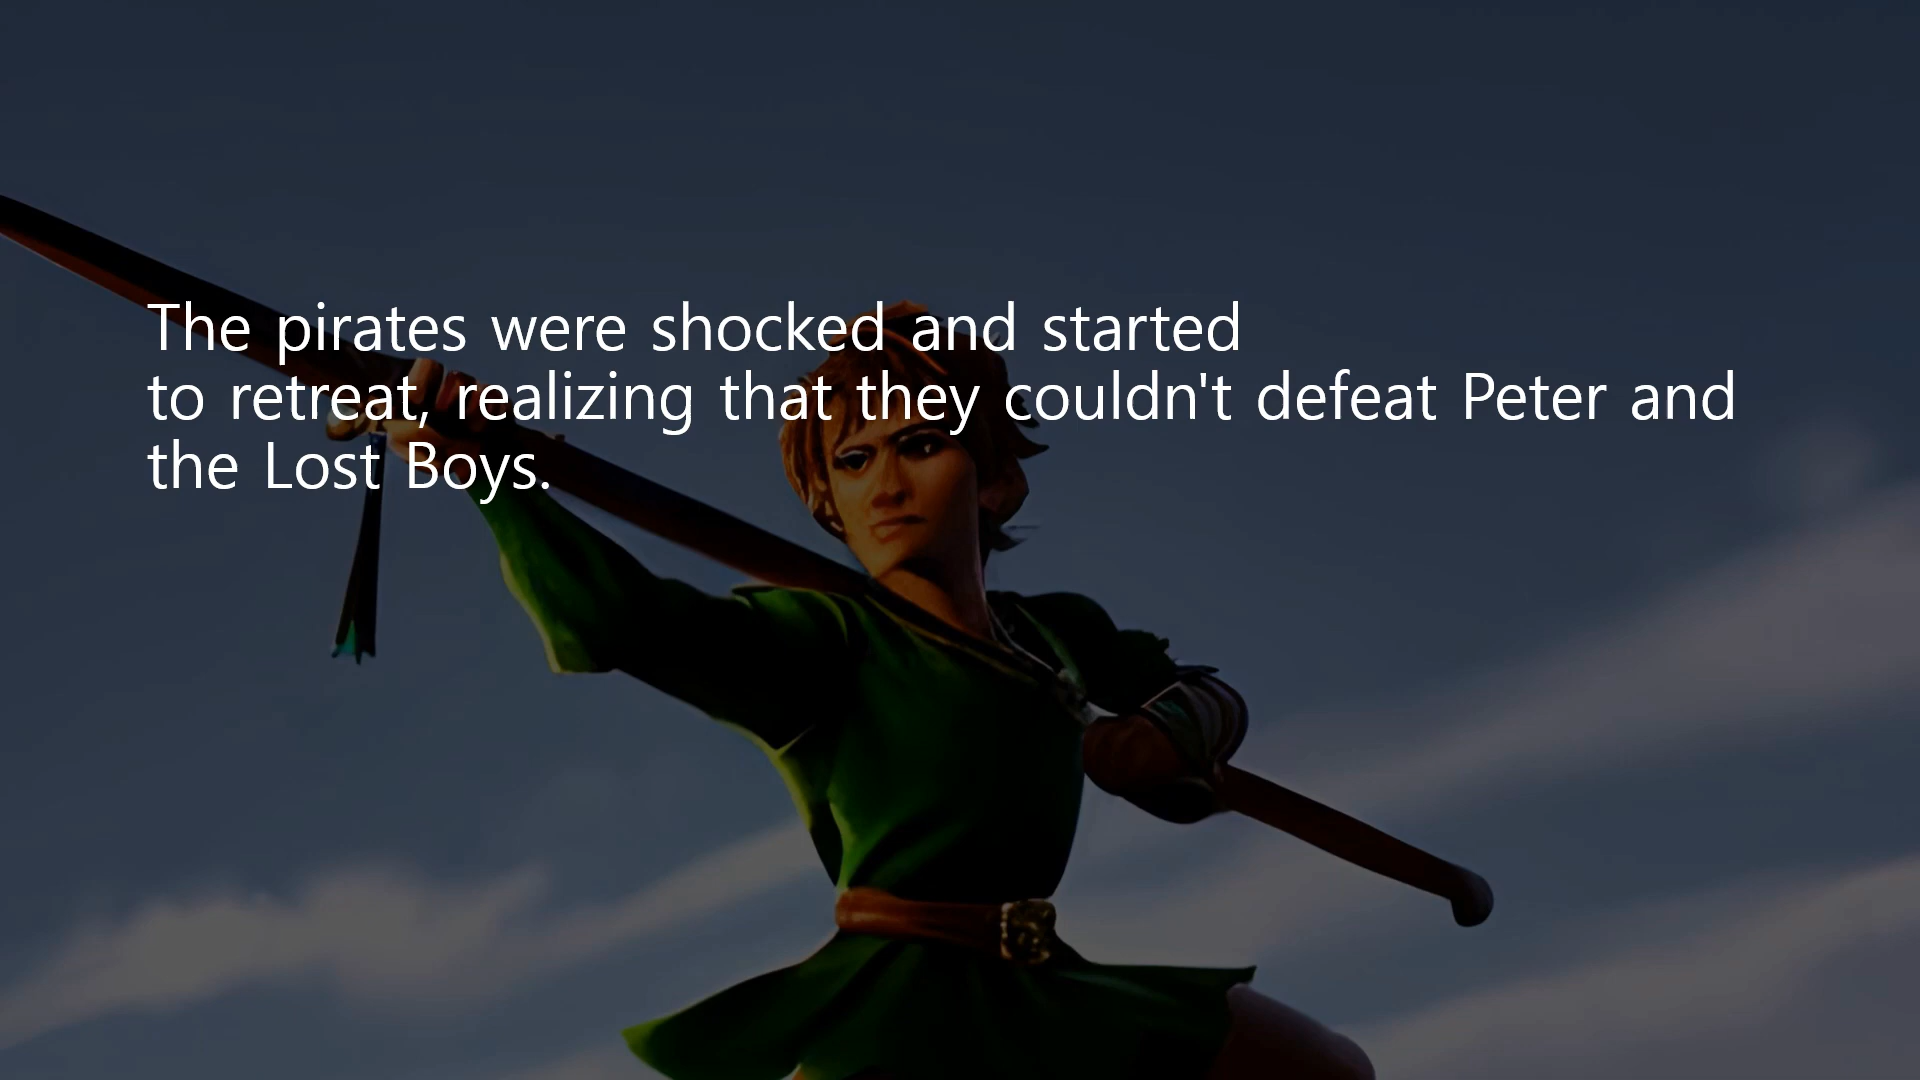 The pirates were shocked and started
to retreat, realizing that they couldn't defeat Peter and
the Lost Boys.